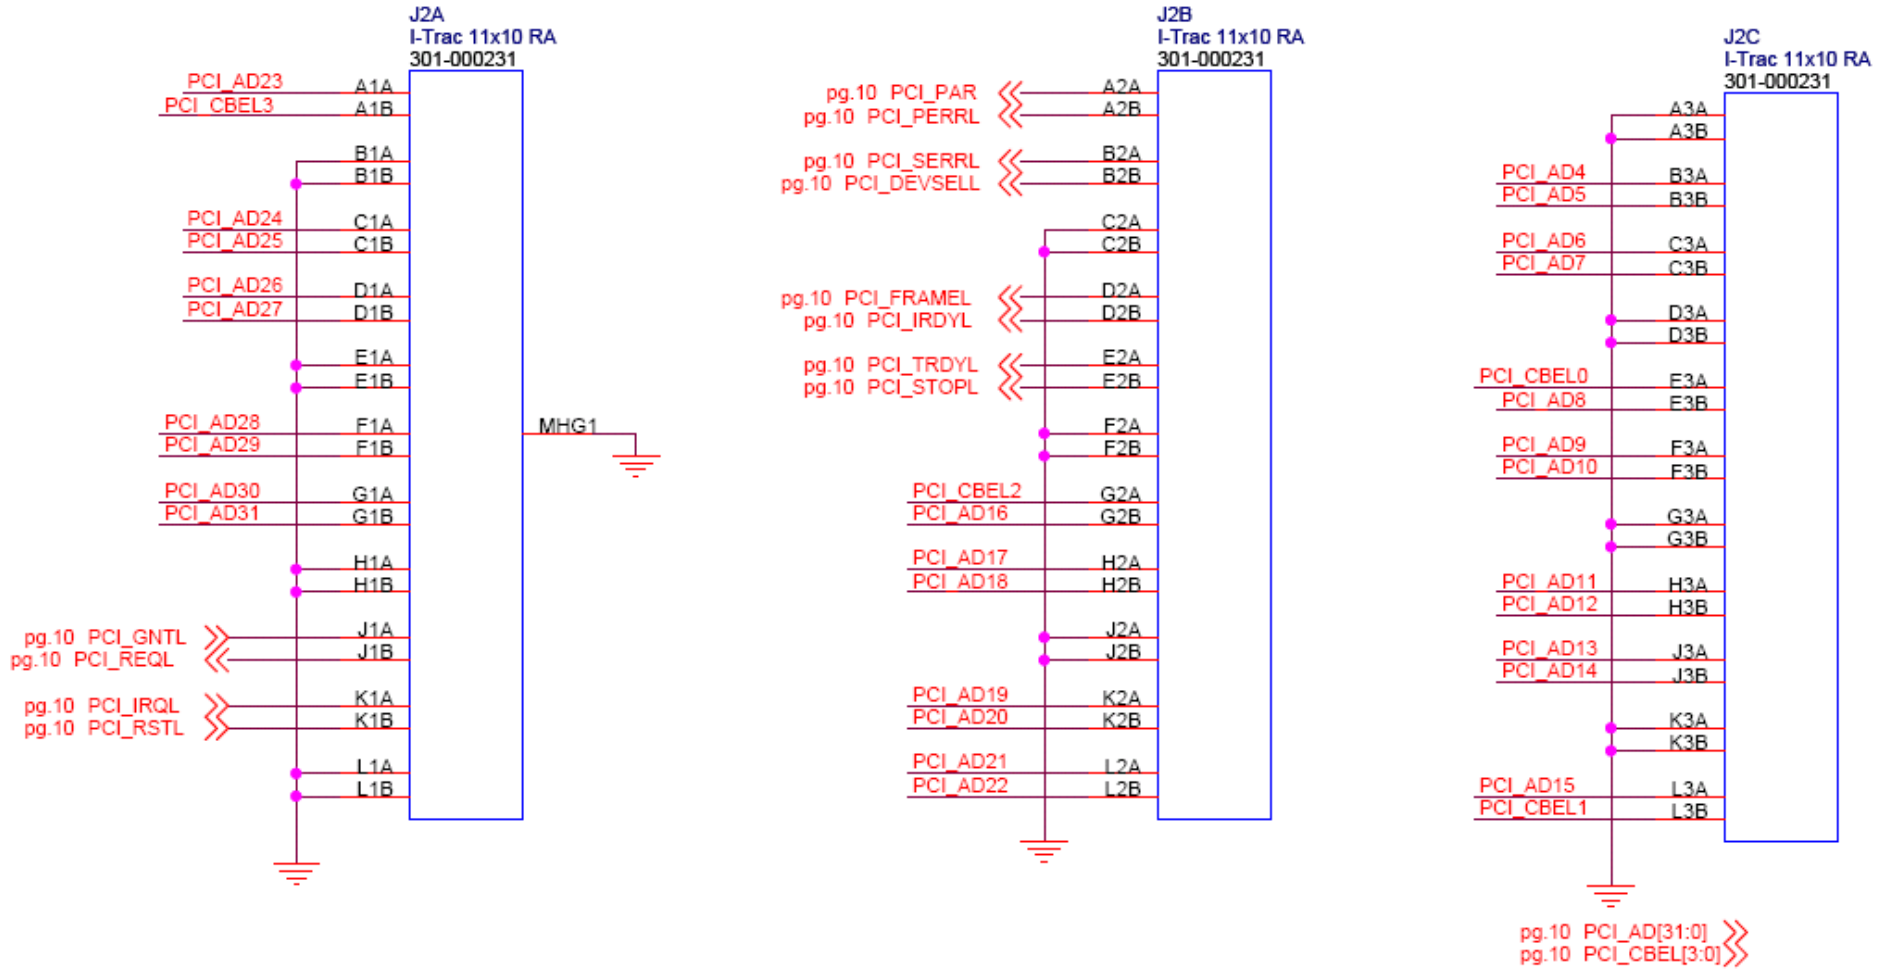 J2A
I-Trac 11x10 RA
301-000231
PCI_AD23 A1A
PCI_CBEL3 A1B
B1A
B1B
PCI_AD24 C1A
PCI_AD25 C1B
PCI_AD26 D1A
PCI_AD27 D1B
E1A
E1B
PCI_AD28 F1A
PCI_AD29 F1B
MHG1
PCI_AD30 G1A
PCI_AD31 G1B
H1A
H1B
pg.10 PCI_GNTL J1A
pg.10 PCI_REQL J1B
pg.10 PCI_IRQL K1A
pg.10 PCI_RSTL K1B
L1A
L1B
J2B
I-Trac 11x10 RA
301-000231
pg.10 PCI_PAR A2A
pg.10 PCI_PERRL A2B
pg.10 PCI_SERRL B2A
pg.10 PCI_DEVSELL B2B
C2A
C2B
pg.10 PCI_FRAMEL D2A
pg.10 PCI_IRDYL D2B
pg.10 PCI_TRDYL E2A
pg.10 PCI_STOPL E2B
F2A
F2B
PCI_CBEL2 G2A
PCI_AD16 G2B
PCI_AD17 H2A
PCI_AD18 H2B
J2A
J2B
PCI_AD19 K2A
PCI_AD20 K2B
PCI_AD21 L2A
PCI_AD22 L2B
J2C
I-Trac 11x10 RA
301-000231
A3A
A3B
PCI_AD4 B3A
PCI_AD5 B3B
PCI_AD6 C3A
PCI_AD7 C3B
D3A
D3B
PCI_CBEL0 E3A
PCI_AD8 E3B
PCI_AD9 F3A
PCI_AD10 F3B
G3A
G3B
PCI_AD11 H3A
PCI_AD12 H3B
PCI_AD13 J3A
PCI_AD14 J3B
K3A
K3B
PCI_AD15 L3A
PCI_CBEL1 L3B
pg.10 PCI_AD[31:0]
pg.10 PCI_CBEL[3:0]